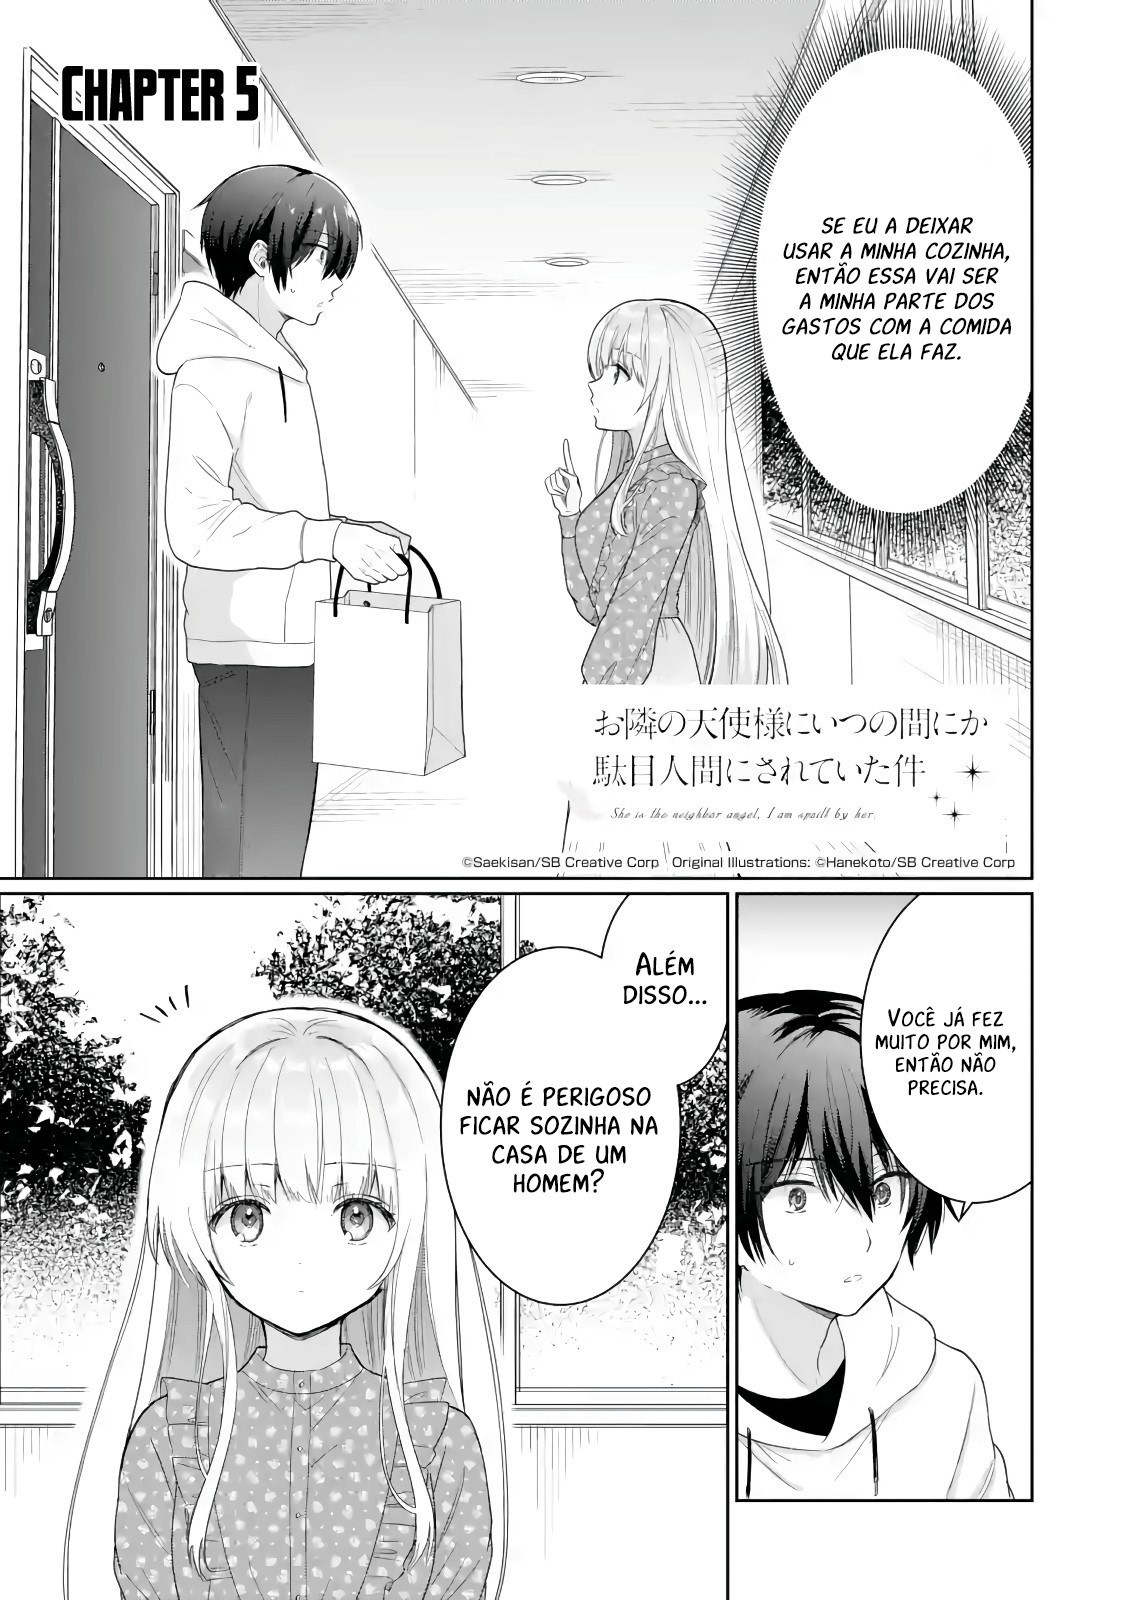 CHAPTER 5
SE EU A DEIXAR
USAR A MINHA COZINHA,
ENTÃO ESSA VAI SER
A MINHA PARTE DOS
GASTOS COM A COMIDA
QUE ELA FAZ.
お隣の天使様にいつの間にか
駄目人間にされていた件
She is the neighbor angel, I am spoilt by her.
©Saekisan/SB Creative Corp Original Illustrations: ©Hanekoto/SB Creative Corp
VOCÊ JÁ FEZ
MUITO POR MIM,
ENTÃO NÃO
PRECISA.
ALÉM
DISSO...
NÃO É PERIGOSO
FICAR SOZINHA NA
CASA DE UM
HOMEM?